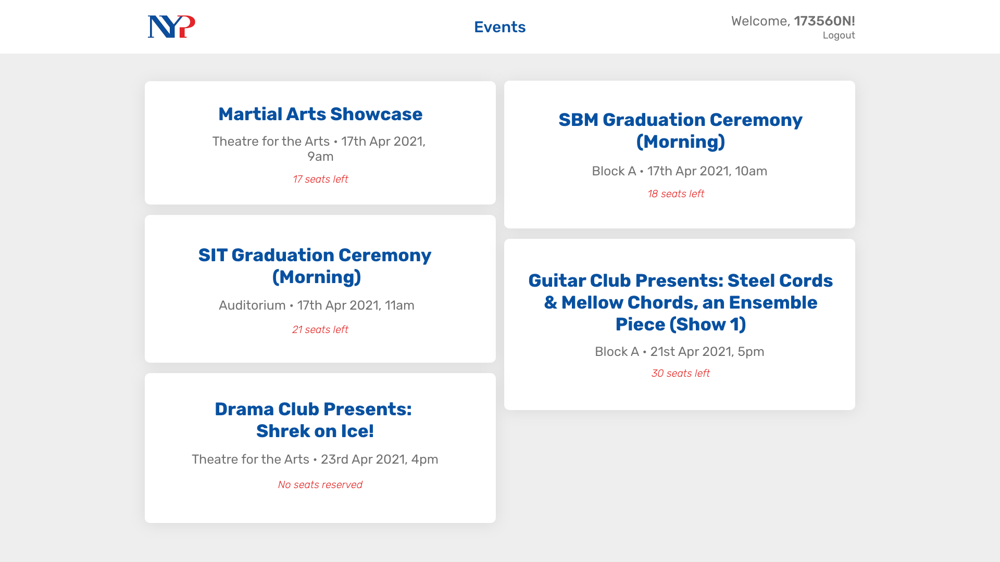 NYP
Events
Welcome, 173560N!
Logout
Martial Arts Showcase
Theatre for the Arts • 17th Apr 2021,
9am
17 seats left
SBM Graduation Ceremony
(Morning)
Block A • 17th Apr 2021, 10am
18 seats left
SIT Graduation Ceremony
(Morning)
Auditorium • 17th Apr 2021, 11am
21 seats left
Guitar Club Presents: Steel Cords
& Mellow Chords, an Ensemble
Piece (Show 1)
Block A • 21st Apr 2021, 5pm
30 seats left
Drama Club Presents:
Shrek on Ice!
Theatre for the Arts • 23rd Apr 2021, 4pm
No seats reserved